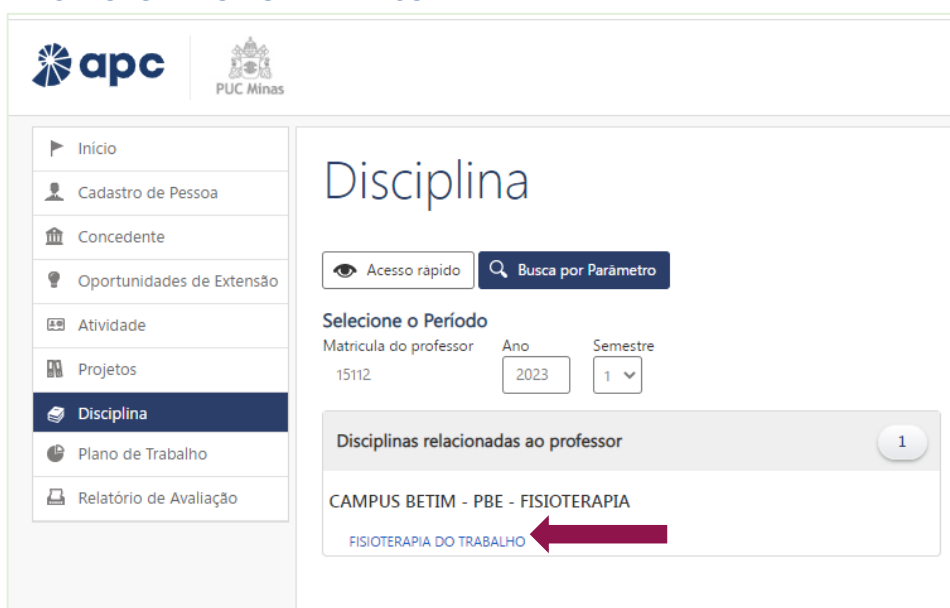 apc
PUC Minas
Início
Cadastro de Pessoa
Concedente
Oportunidades de Extensão
Atividade
Projetos
Disciplina
Plano de Trabalho
Relatório de Avaliação
Disciplina
Acesso rápido
Busca por Parâmetro
Selecione o Período
Matricula do professor Ano Semestre
15112 2023 1
Disciplinas relacionadas ao professor 1
CAMPUS BETIM - PBE - FISIOTERAPIA
FISIOTERAPIA DO TRABALHO